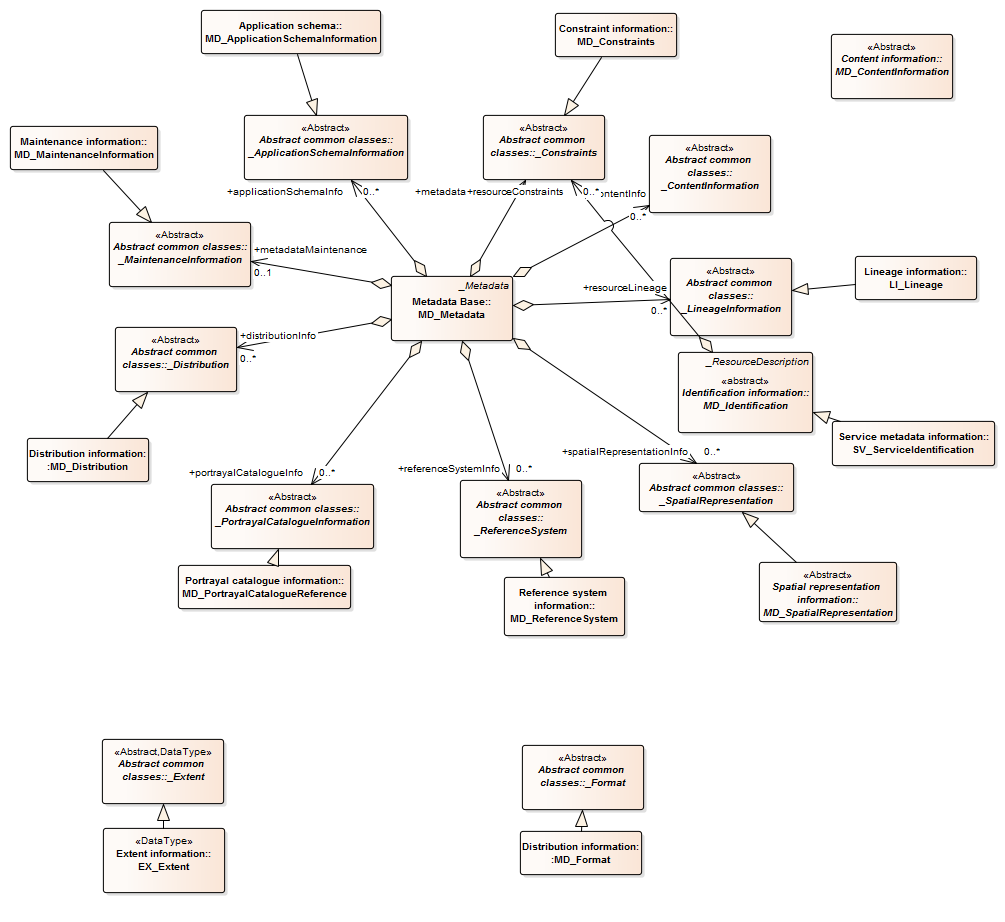 Application schema::
MD_ApplicationSchemaInformation
Constraint information::
MD_Constraints
«Abstract»
Content information::
MD_ContentInformation
«Abstract»
Abstract common classes::
_ApplicationSchemaInformation
«Abstract»
Abstract common
classes::_Constraints
Maintenance information::
MD_MaintenanceInformation
«Abstract»
Abstract common
classes::
_ContentInformation
+applicationSchemaInfo
0..*
+metadata
+resourceConstraints
0..*
ontentInfo
0..*
«Abstract»
Abstract common classes::
_MaintenanceInformation
+metadataMaintenance
0..1
_Metadata
Metadata Base::
MD_Metadata
+resourceLineage
0..*
«Abstract»
Abstract common
classes::
_LineageInformation
Lineage information::
LI_Lineage
«Abstract»
Abstract common
classes::_Distribution
+distributionInfo
0..*
_ResourceDescription
«abstract»
Identification information::
MD_Identification
Service metadata information::
SV_ServiceIdentification
Distribution information:
:MD_Distribution
+portrayalCatalogueInfo
0..*
+referenceSystemInfo
0..*
+spatialRepresentationInfo
0..*
«Abstract»
Abstract common classes::
_PortrayalCatalogueInformation
«Abstract»
Abstract common
classes::
_ReferenceSystem
«Abstract»
Abstract common classes::
_SpatialRepresentation
Portrayal catalogue information::
MD_PortrayalCatalogueReference
Reference system
information::
MD_ReferenceSystem
«Abstract»
Spatial representation
information::
MD_SpatialRepresentation
«Abstract,DataType»
Abstract common
classes::_Extent
«Abstract»
Abstract common
classes::_Format
«DataType»
Extent information::
EX_Extent
Distribution information:
:MD_Format